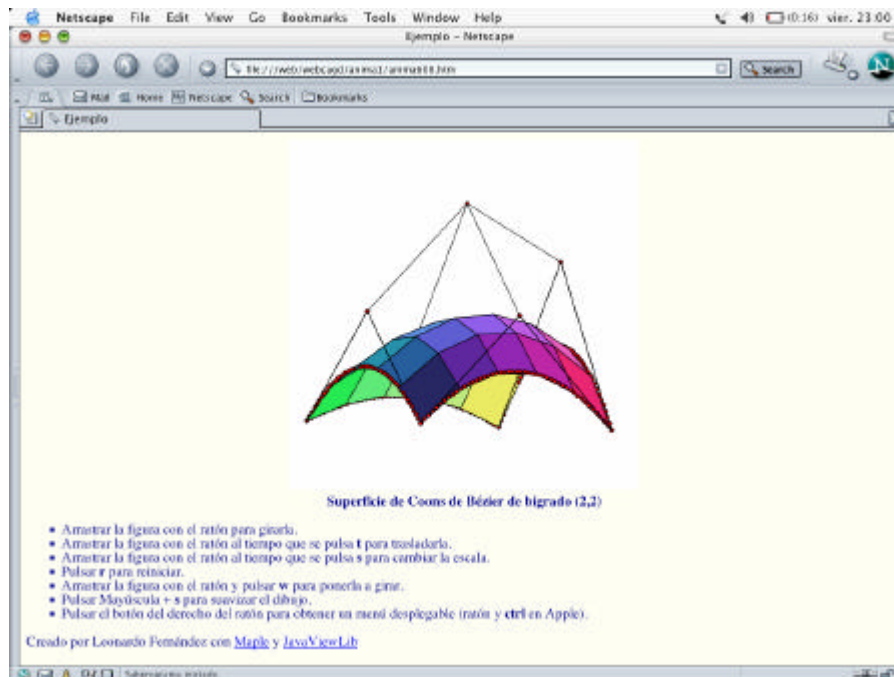 Netscape File Edit View Go Bookmarks Tools Window Help (0:16) vier. 23:00
Ejemplo – Netscape
Search
Mail Home Netscape Search Bookmarks
Ejemplo
Superficie de Coons de Bézier de bigrado (2,2)
Arrastrar la figura con el ratón para girarla.
Arrastrar la figura con el ratón al tiempo que se pulsa t para trasladarla.
Arrastrar la figura con el ratón al tiempo que se pulsa s para cambiar la escala.
Pulsar r para reiniciar.
Arrastrar la figura con el ratón y pulsar w para ponerla a girar.
Pulsar Mayúscula + s para suavizar el dibujo.
Pulsar el botón del derecho del ratón para obtener un menú desplegable (ratón y ctrl en Apple).
Creado por Leonardo Fernández con Maple y JavaViewLib